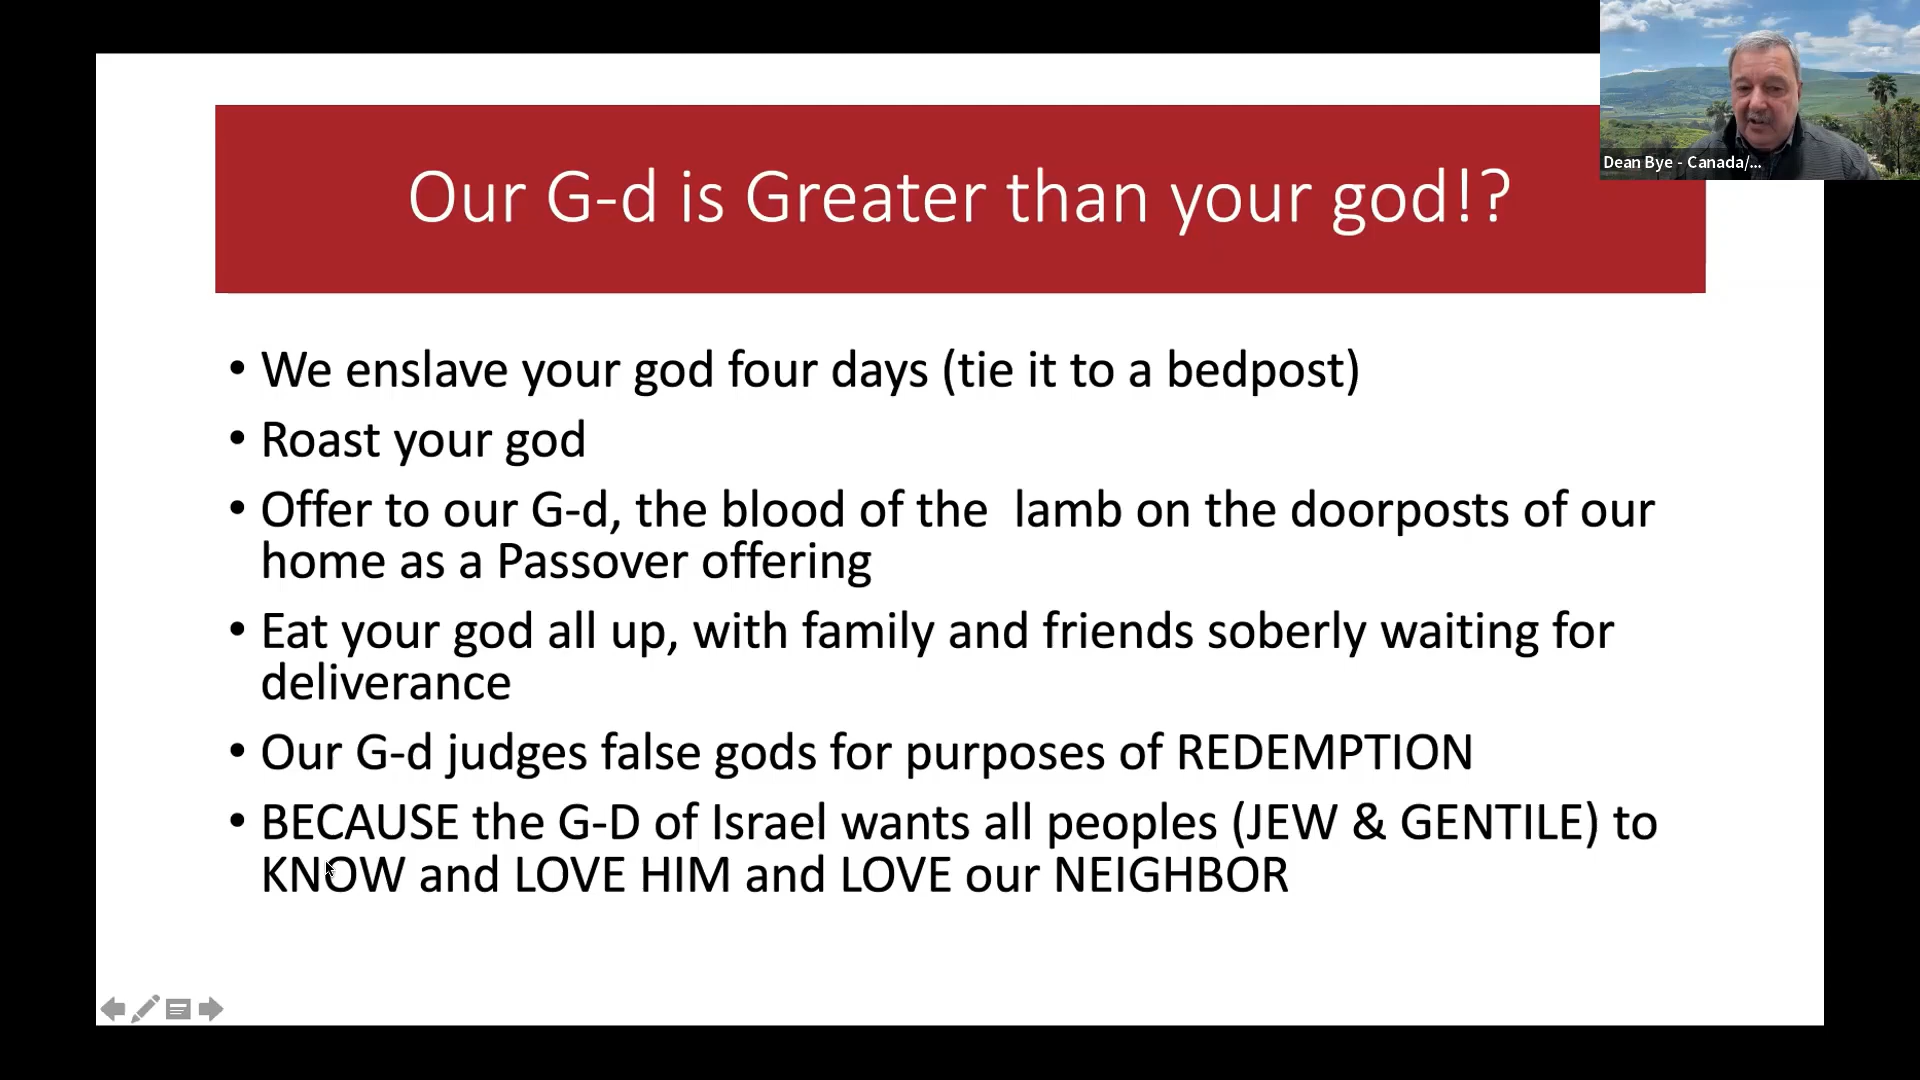 Dean Bye - Canada/...
Our G-d is Greater than your god!?
• We enslave your god four days (tie it to a bedpost)
• Roast your god
• Offer to our G-d, the blood of the  lamb on the doorposts of our
home as a Passover offering
• Eat your god all up, with family and friends soberly waiting for
deliverance
• Our G-d judges false gods for purposes of REDEMPTION
• BECAUSE the G-D of Israel wants all peoples (JEW & GENTILE) to
KNOW and LOVE HIM and LOVE our NEIGHBOR